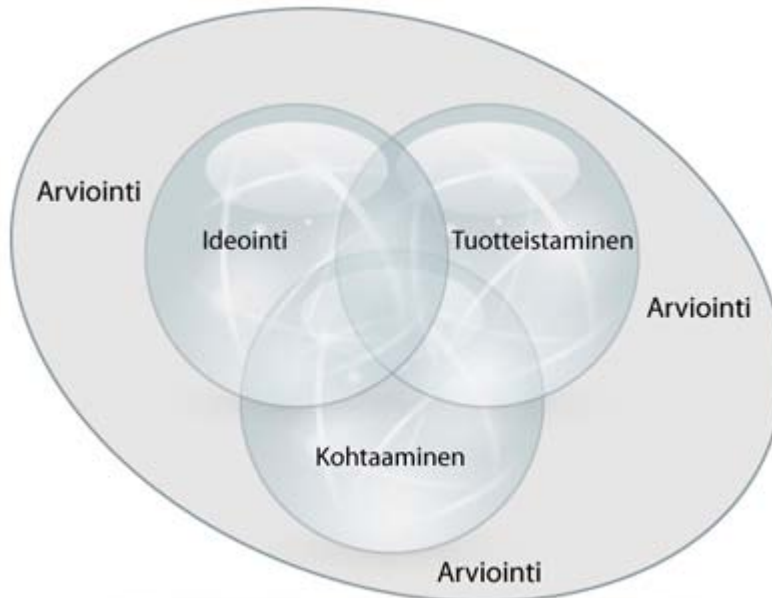 Arviointi
Ideointi
Tuotteistaminen
Arviointi
Kohtaaminen
Arviointi